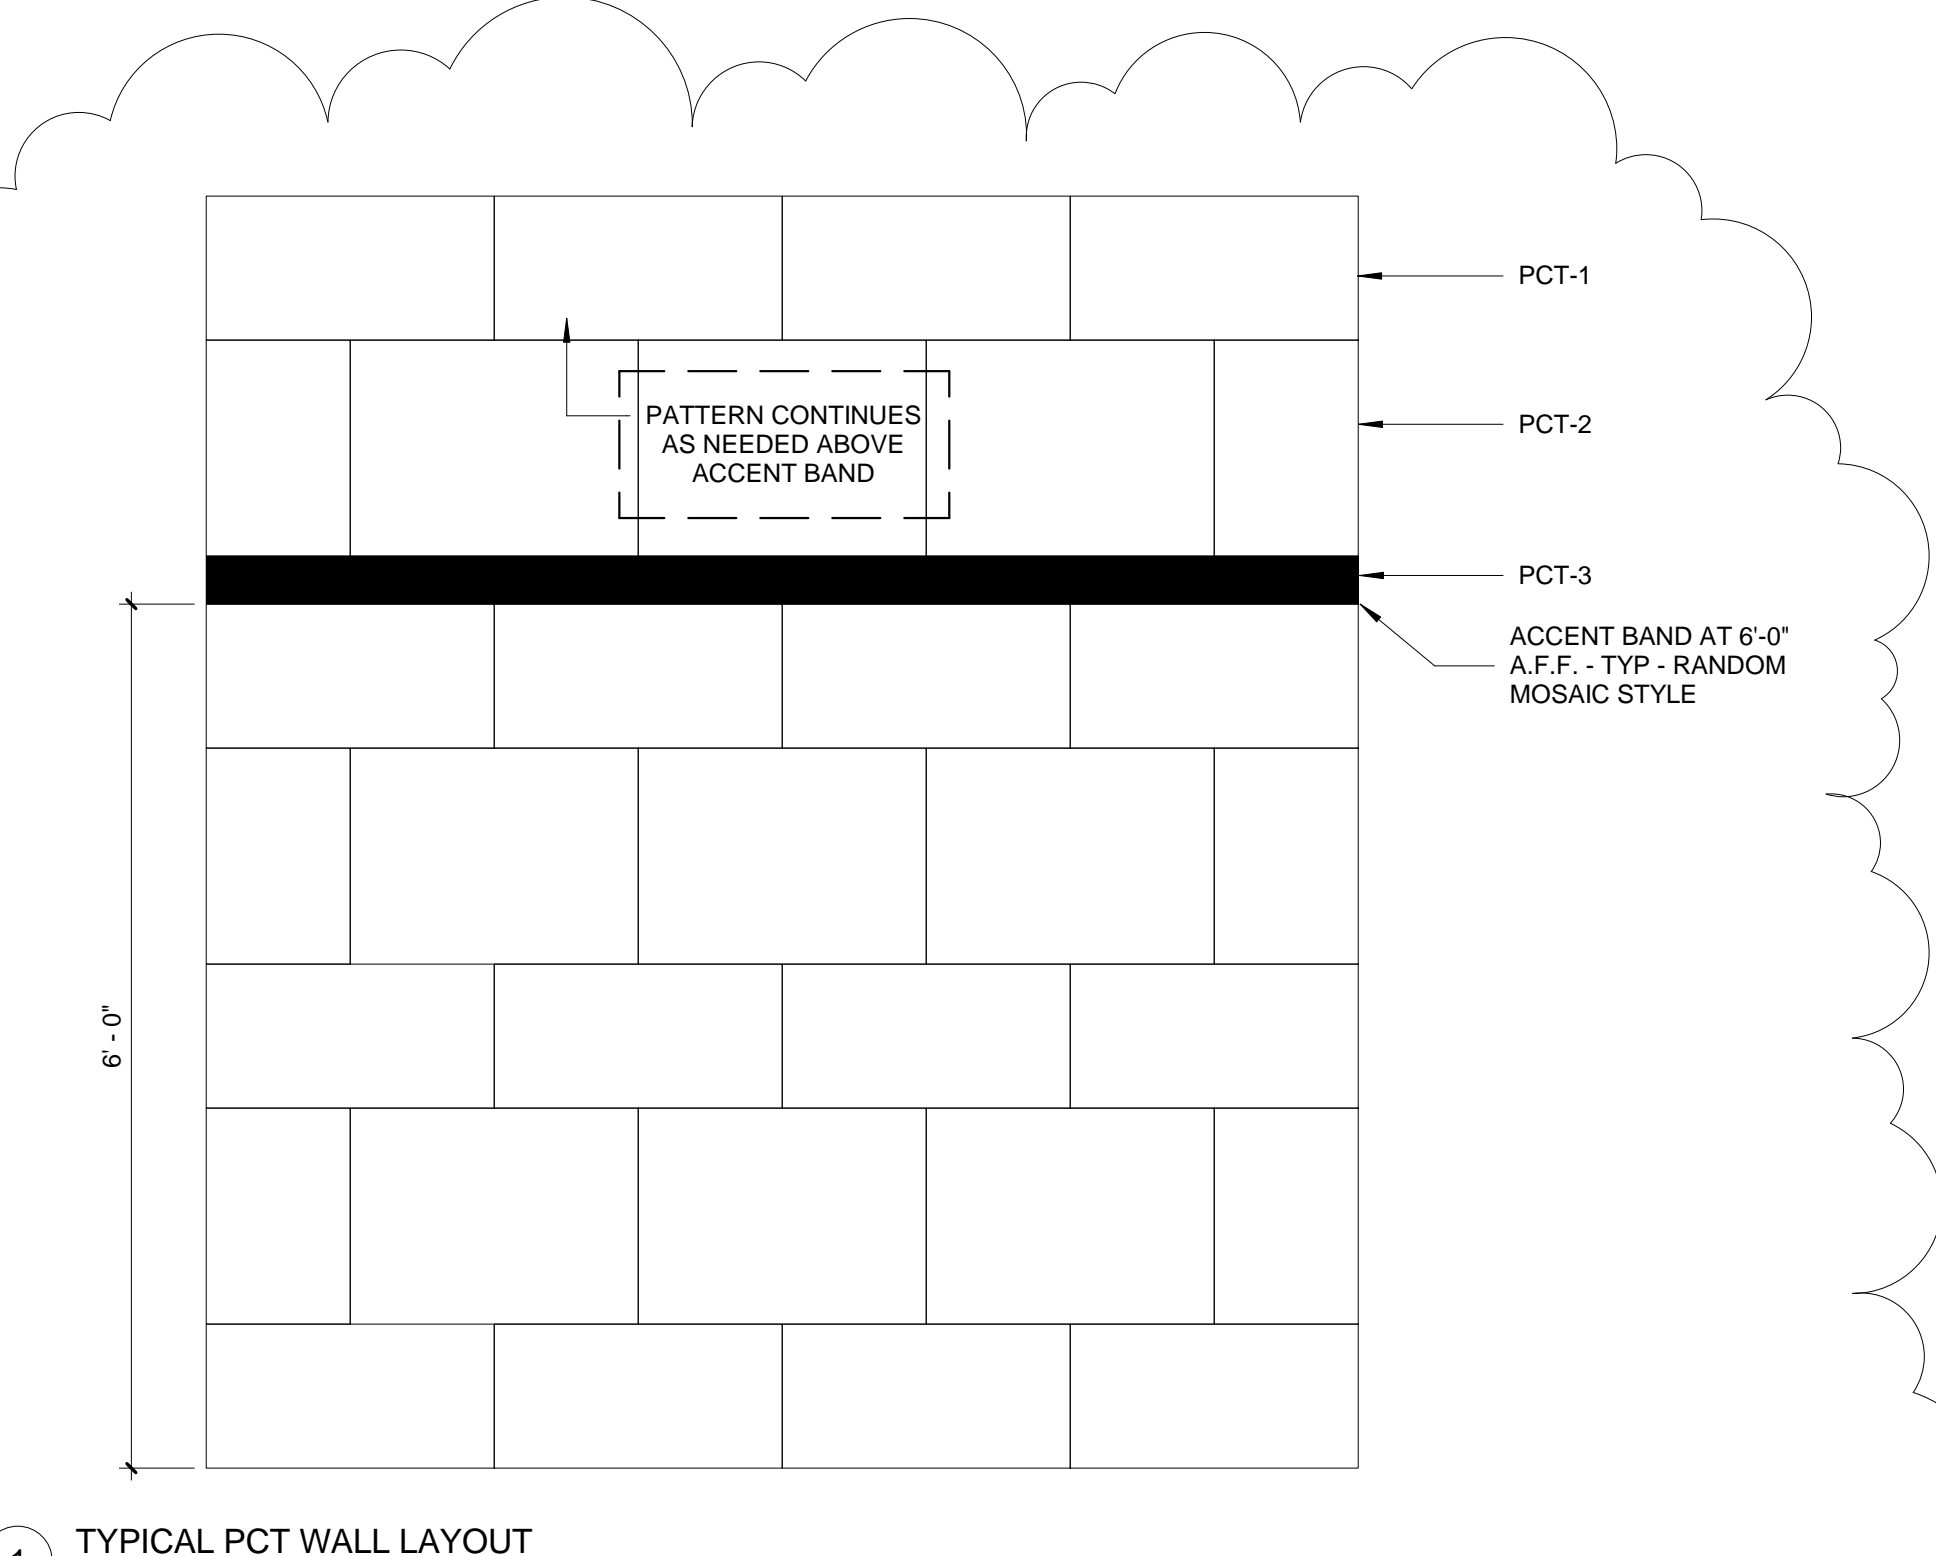 PCT-1
PATTERN CONTINUES
AS NEEDED ABOVE
ACCENT BAND
PCT-2
PCT-3
ACCENT BAND AT 6'-0"
A.F.F. - TYP - RANDOM
MOSAIC STYLE
6' - 0"
1
TYPICAL PCT WALL LAYOUT